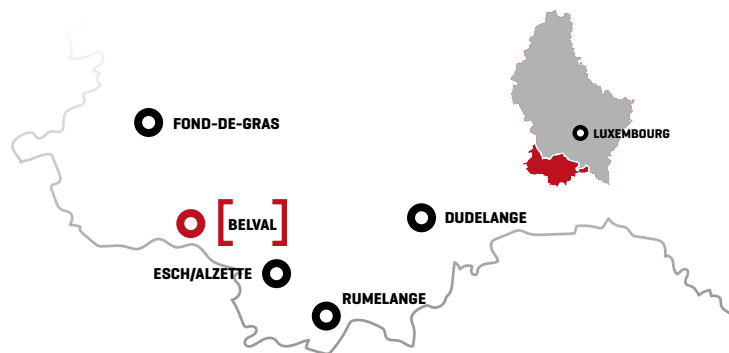 FOND-DE-GRAS
LUXEMBOURG
BELVAL
DUDELANGE
ESCH/ALZETTE
RUMELANGE